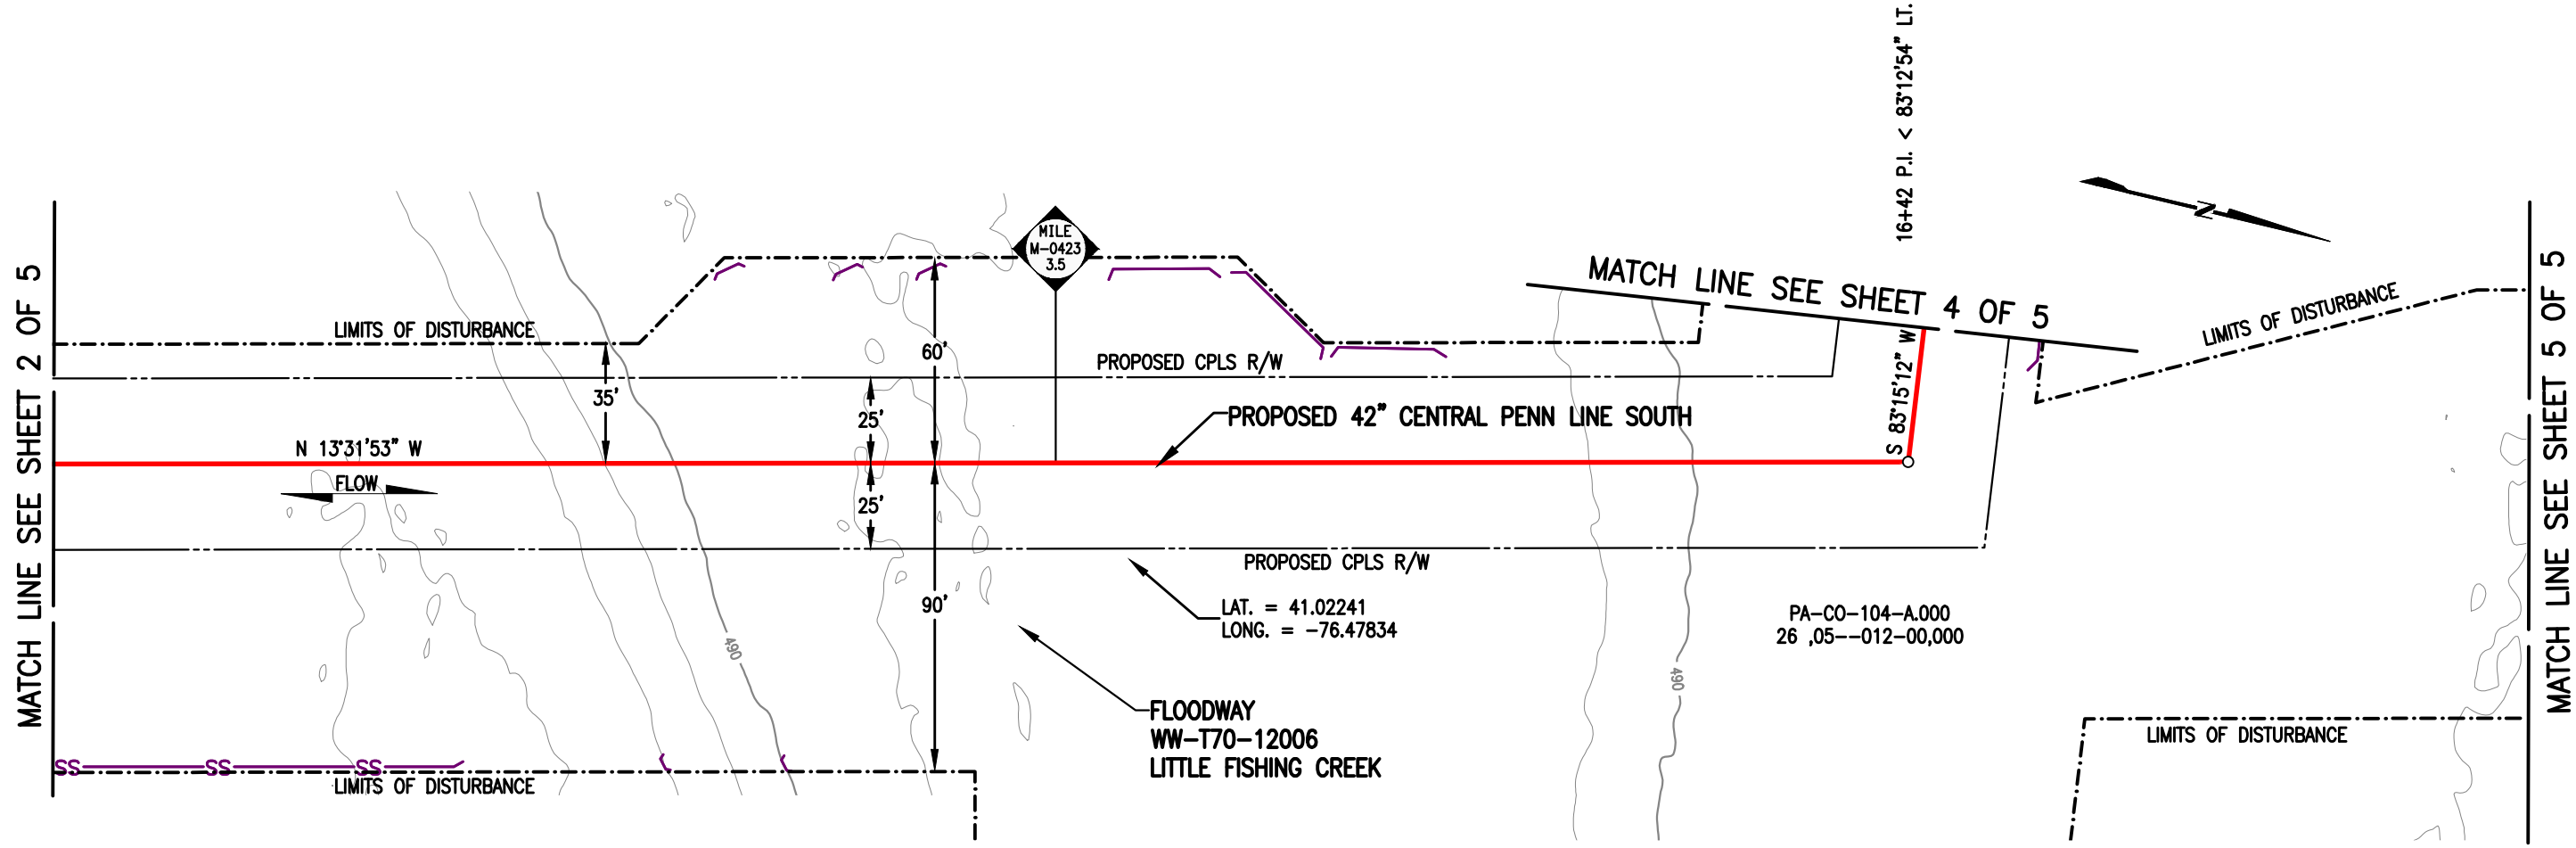 16+42 P.I. < 83°12'54" LT.
MATCH LINE SEE SHEET 2 OF 5
MILE
M-0423
3.5
N
MATCH LINE SEE SHEET 4 OF 5
LIMITS OF DISTURBANCE
LIMITS OF DISTURBANCE
MATCH LINE SEE SHEET 5 OF 5
60'
PROPOSED CPLS R/W
S 83°15'12" W
35'
25'
PROPOSED 42" CENTRAL PENN LINE SOUTH
N 13°31'53" W
FLOW
25'
PROPOSED CPLS R/W
90'
LAT. = 41.02241
LONG. = -76.47834
PA-CO-104-A.000
26 ,05--012-00,000
490
490
FLOODWAY
WW-T70-12006
LITTLE FISHING CREEK
LIMITS OF DISTURBANCE
SS SS SS
LIMITS OF DISTURBANCE